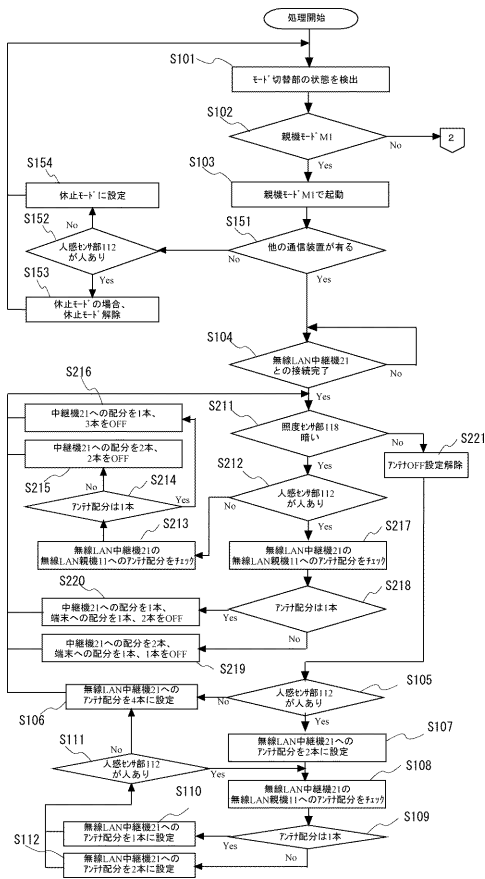 処理開始
S101
モード切替部の状態を検出
S102
親機モードM1
No
2
Yes
S103
親機モードM1で起動
S154
休止モードに設定
S151
他の通信装置が有る
No
Yes
S152
No
人感センサ部112
が人あり
Yes
S153
休止モードの場合、
休止モード解除
S104
無線LAN中継機21
との接続完了
No
Yes
S216
中継機21への配分を1本、
3本をOFF
S211
照度センサ部118
暗い
No
S221
アンテナOFF設定解除
Yes
中継機21への配分を2本、
2本をOFF
S215
No
S214
アンテナ配分は1本
Yes
S212
人感センサ部112
が人あり
No
Yes
S213
無線LAN中継機21の
無線LAN親機11へのアンテナ配分をチェック
S217
無線LAN中継機21の
無線LAN親機11へのアンテナ配分をチェック
S220
中継機21への配分を1本、
端末への配分を1本、2本をOFF
S218
アンテナ配分は1本
Yes
No
中継機21への配分を2本、
端末への配分を1本、1本をOFF
S219
S105
人感センサ部112
が人あり
No
Yes
無線LAN中継機21への
アンテナ配分を4本に設定
S106
S107
無線LAN中継機21への
アンテナ配分を2本に設定
S111
No
人感センサ部112
が人あり
Yes
S108
無線LAN中継機21の
無線LAN親機11へのアンテナ配分をチェック
S110
無線LAN中継機21への
アンテナ配分を1本に設定
S109
アンテナ配分は1本
Yes
No
S112
無線LAN中継機21への
アンテナ配分を2本に設定